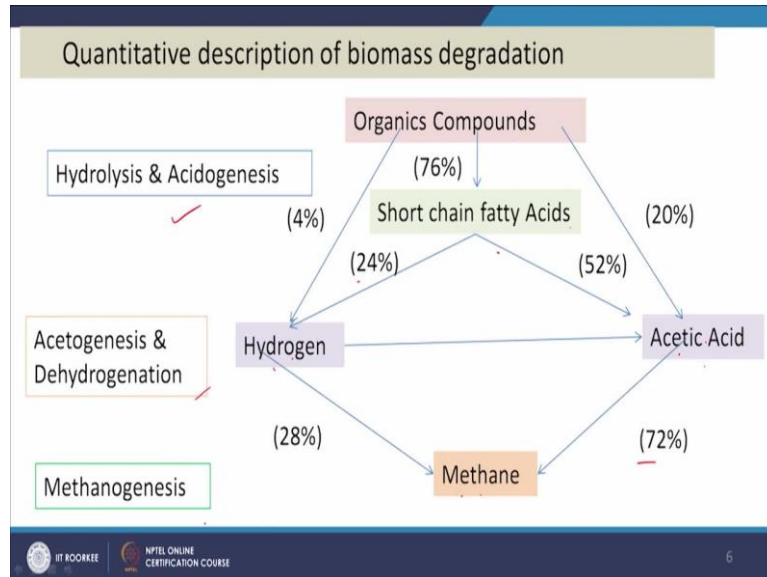 Quantitative description of biomass degradation
Organics Compounds
Hydrolysis & Acidogenesis
(76%)
Short chain fatty Acids
(4%)
(20%)
(24%)
(52%)
Acetogenesis &
Dehydrogenation
Hydrogen
Acetic Acid
(28%)
(72%)
Methanogenesis
Methane
IIT ROORKEE
NPTEL ONLINE
CERTIFICATION COURSE
6